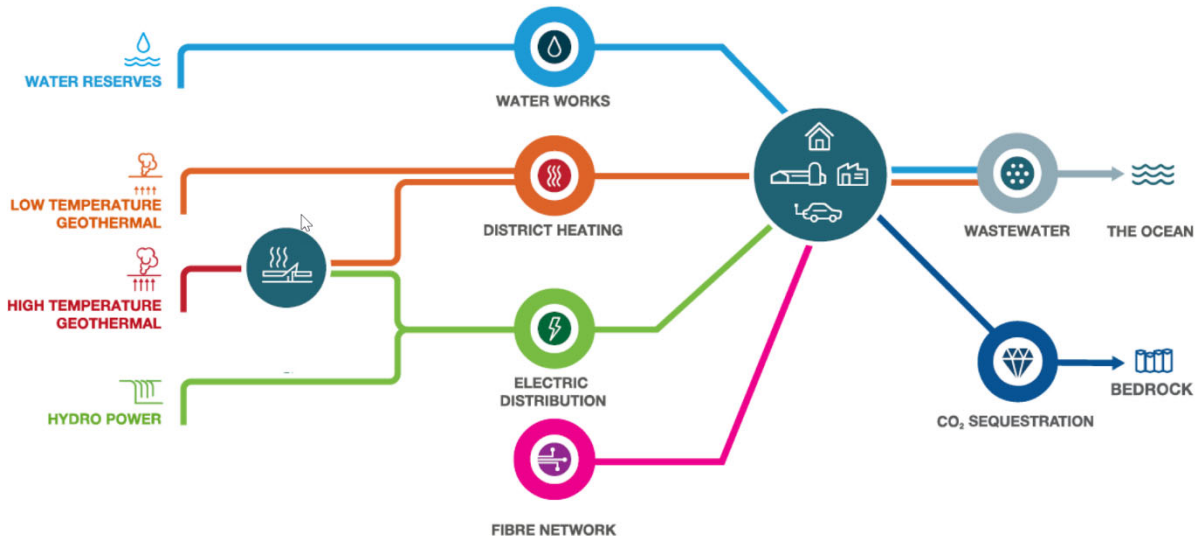 WATER RESERVES
WATER WORKS
LOW TEMPERATURE
GEOTHERMAL
DISTRICT HEATING
WASTEWATER
THE OCEAN
HIGH TEMPERATURE
GEOTHERMAL
ELECTRIC
DISTRIBUTION
BEDROCK
HYDRO POWER
CO₂ SEQUESTRATION
FIBRE NETWORK